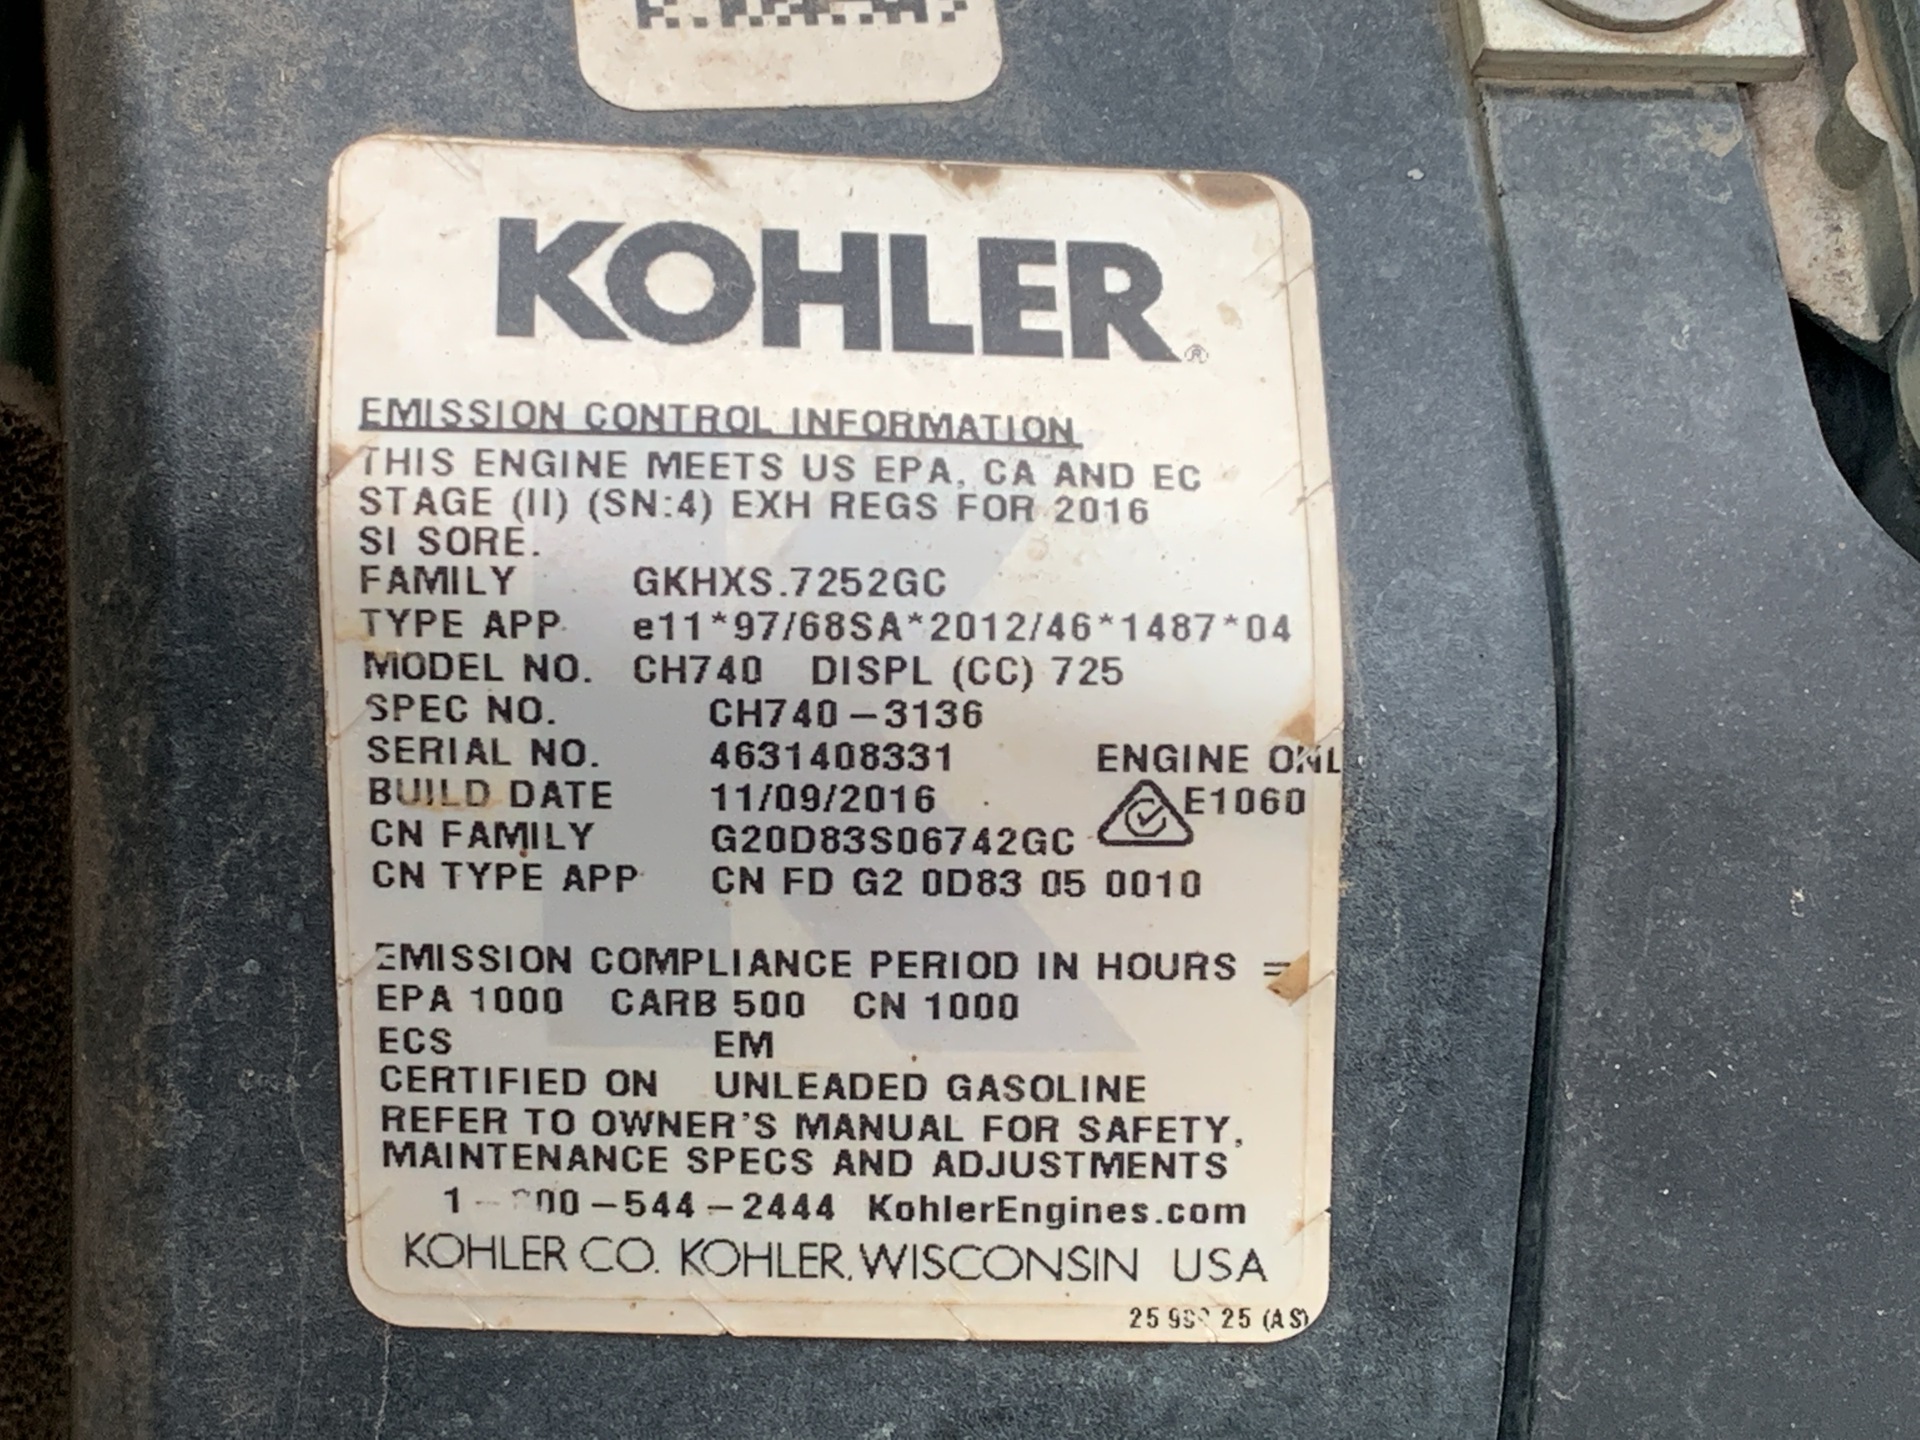 KOHLER®
EMISSION CONTROL INFORMATION
THIS ENGINE MEETS US EPA, CA AND EC
STAGE (II) (SN:4) EXH REGS FOR 2016
SI SORE.
FAMILY GKHXS.7252GC
TYPE APP e11*97/68SA*2012/46*1487*04
MODEL NO. CH740 DISPL (CC) 725
SPEC NO. CH740-3136
SERIAL NO. 4631408331 ENGINE ONL
BUILD DATE 11/09/2016 E1060
CN FAMILY G20D83S06742GC
CN TYPE APP CN FD G2 0D83 05 0010
EMISSION COMPLIANCE PERIOD IN HOURS =
EPA 1000 CARB 500 CN 1000
ECS EM
CERTIFIED ON UNLEADED GASOLINE
REFER TO OWNER'S MANUAL FOR SAFETY,
MAINTENANCE SPECS AND ADJUSTMENTS
KohlerEngines.com
KOHLER CO. KOHLER, WISCONSIN USA
25 25 (AS)